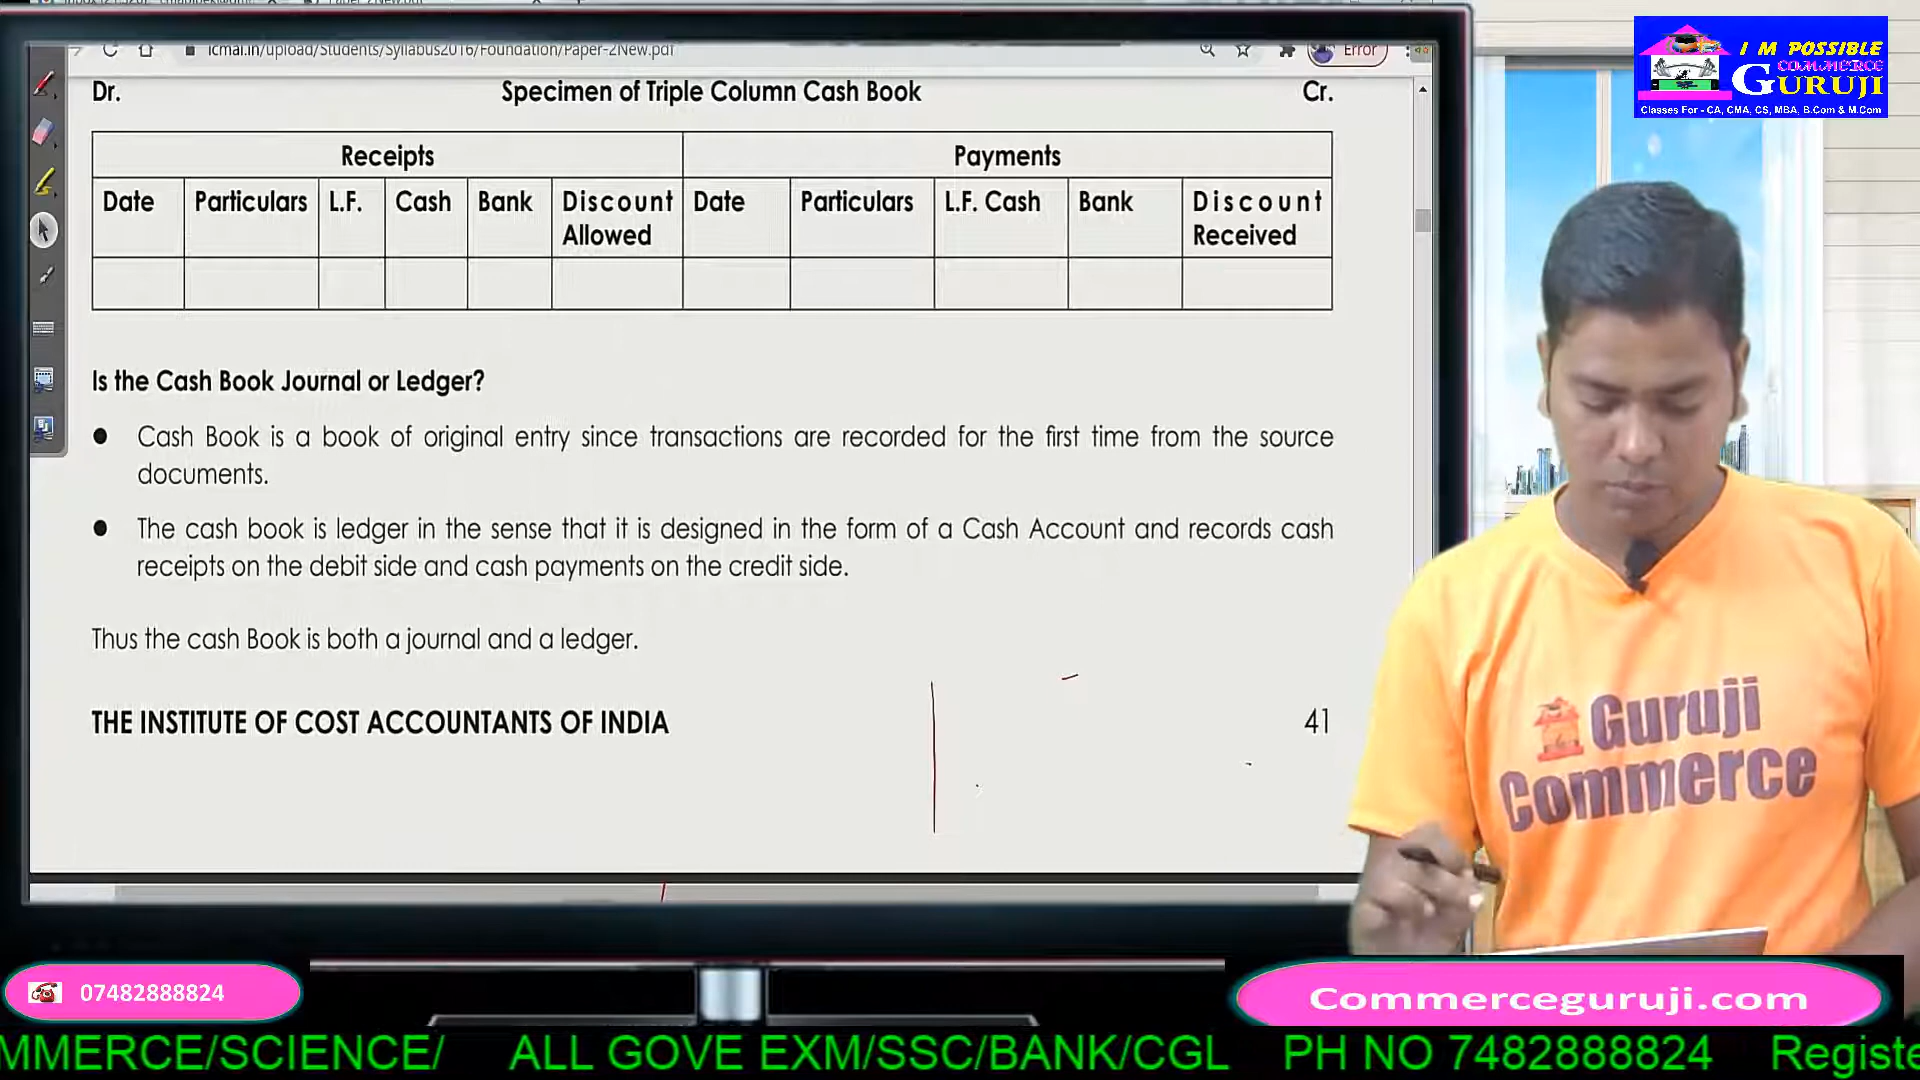 icmai.in/upload/Students/Syllabus2016/Foundation/Paper-2New.pdf
Error
I M POSSIBLE
COMMERCE
GURUJI
Classes For - CA, CMA, CS, MBA, B.Com & M.Com
Dr. Specimen of Triple Column Cash Book Cr.
Receipts Payments
Date Particulars L.F. Cash Bank Discount Allowed Date Particulars L.F. Cash Bank Discount Received
Is the Cash Book Journal or Ledger?
● Cash Book is a book of original entry since transactions are recorded for the first time from the source
documents.
● The cash book is ledger in the sense that it is designed in the form of a Cash Account and records cash
receipts on the debit side and cash payments on the credit side.
Thus the cash Book is both a journal and a ledger.
THE INSTITUTE OF COST ACCOUNTANTS OF INDIA 41
Guruji
Commerce
07482888824
Commerceguruji.com
MMERCE/SCIENCE/ ALL GOVE EXM/SSC/BANK/CGL PH NO 7482888824 Registe